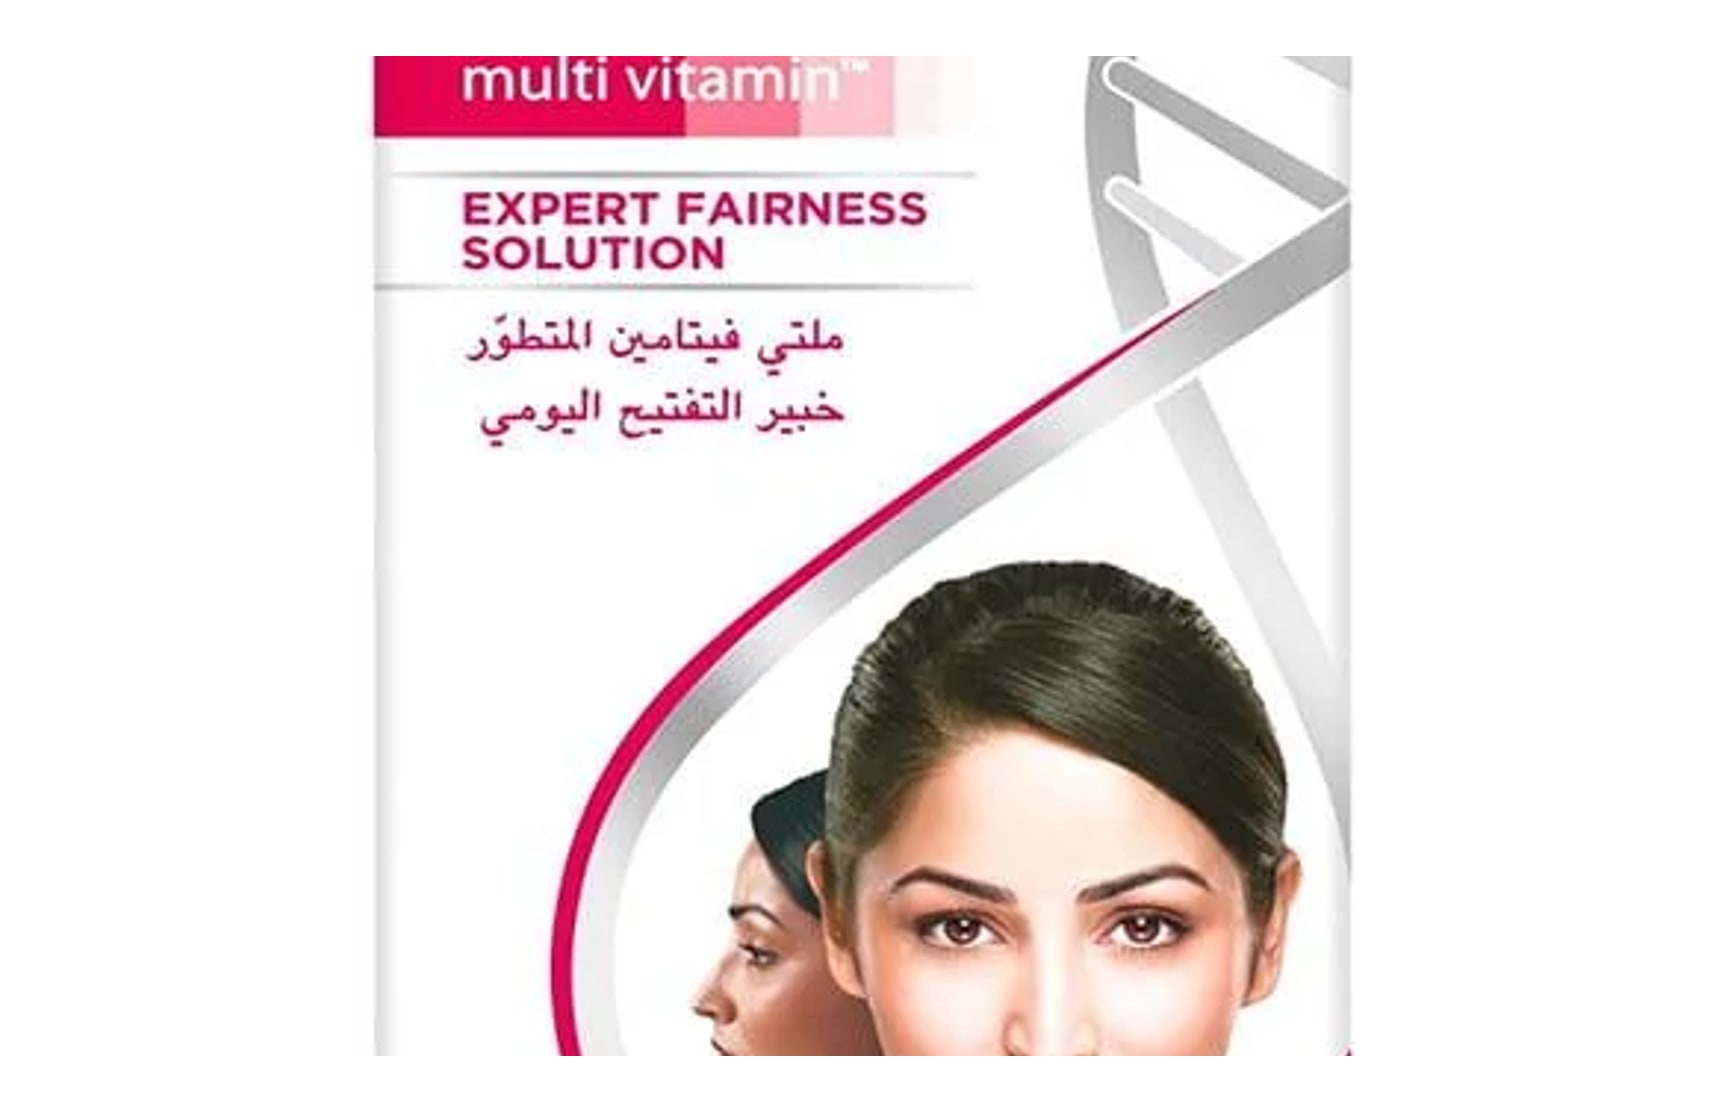 multi vitamin™
EXPERT FAIRNESS
SOLUTION
ملتي فيتامين المتطوّر
خبير التفتيح اليومي